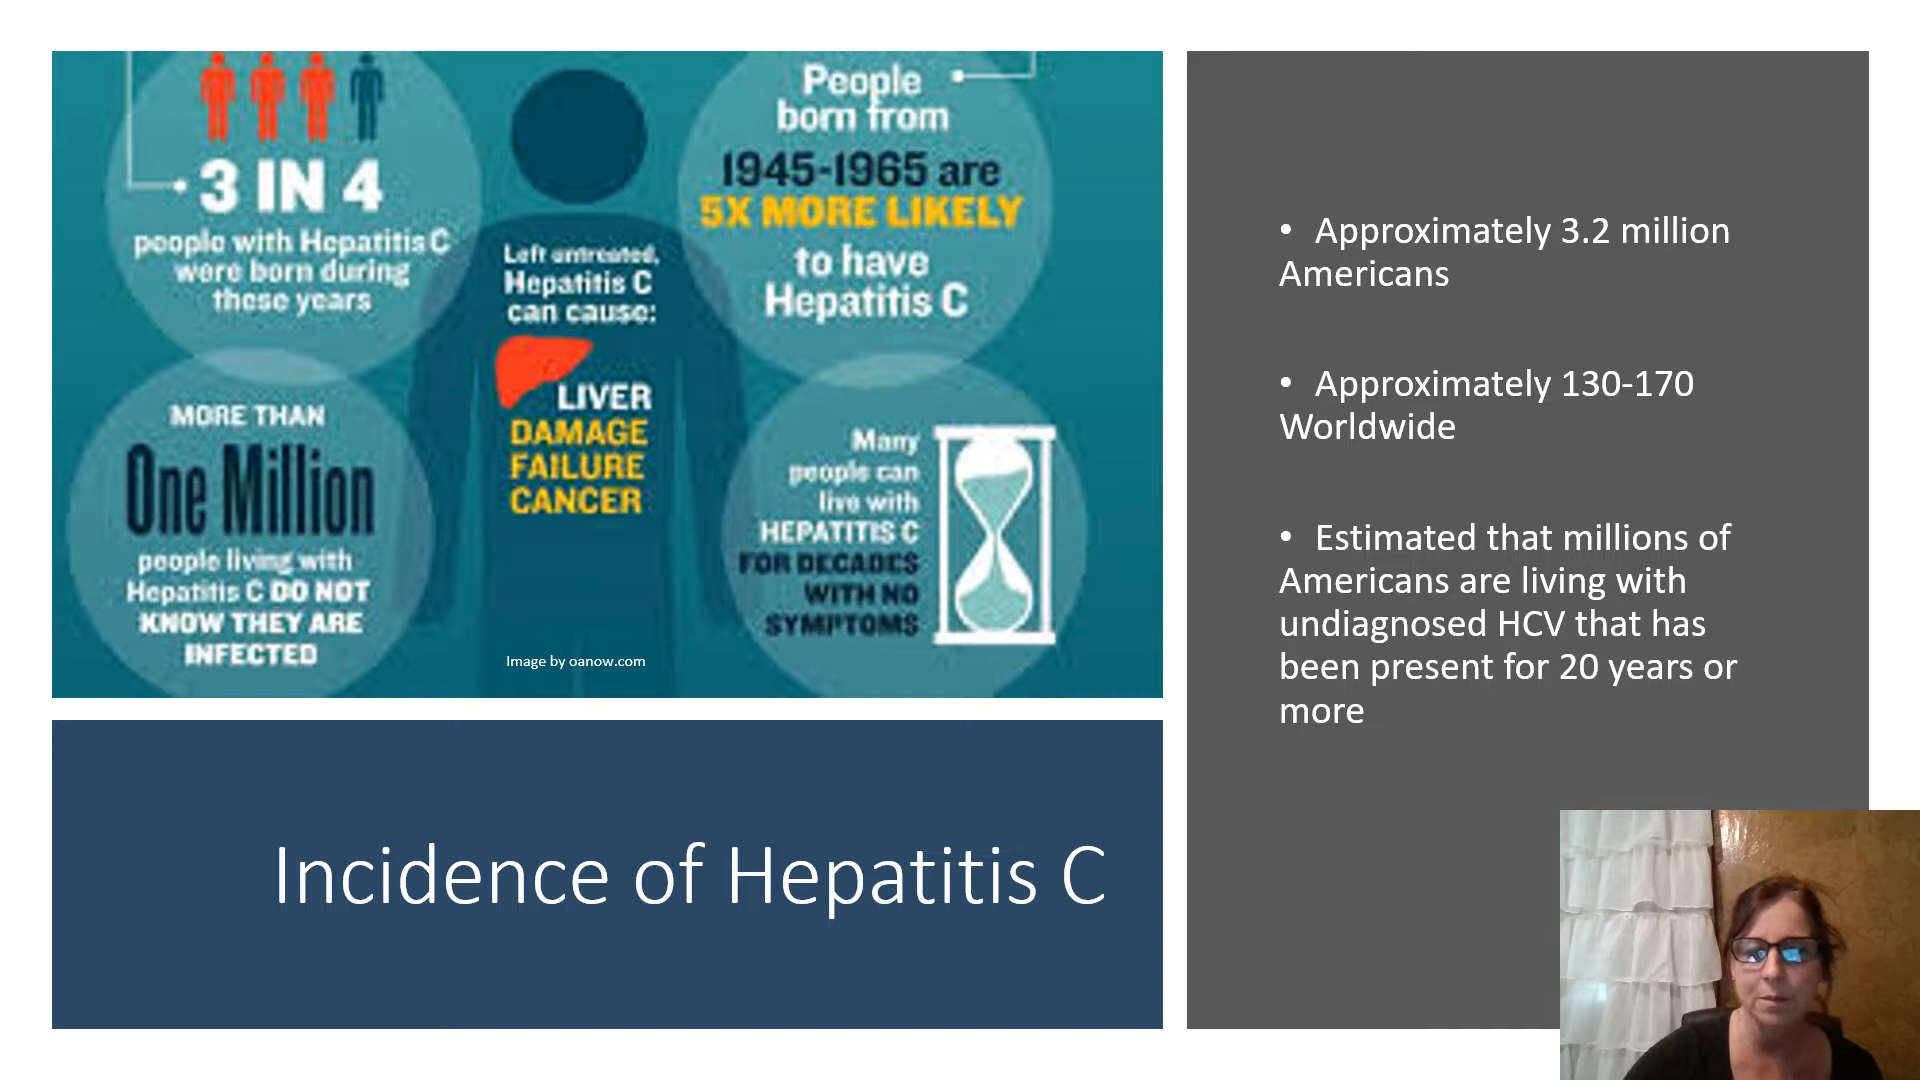 3 IN 4
people with Hepatitis C
were born during
these years
People
born from
1945-1965 are
5X MORE LIKELY
to have
Hepatitis C
Left untreated,
Hepatitis C
can cause:
LIVER
DAMAGE
FAILURE
CANCER
MORE THAN
One Million
people living with
Hepatitis C DO NOT
KNOW THEY ARE
INFECTED
Many
people can
live with
HEPATITIS C
FOR DECADES
WITH NO
SYMPTOMS
Image by oanow.com
Incidence of Hepatitis C
• Approximately 3.2 million
Americans
• Approximately 130-170
Worldwide
• Estimated that millions of
Americans are living with
undiagnosed HCV that has
been present for 20 years or
more